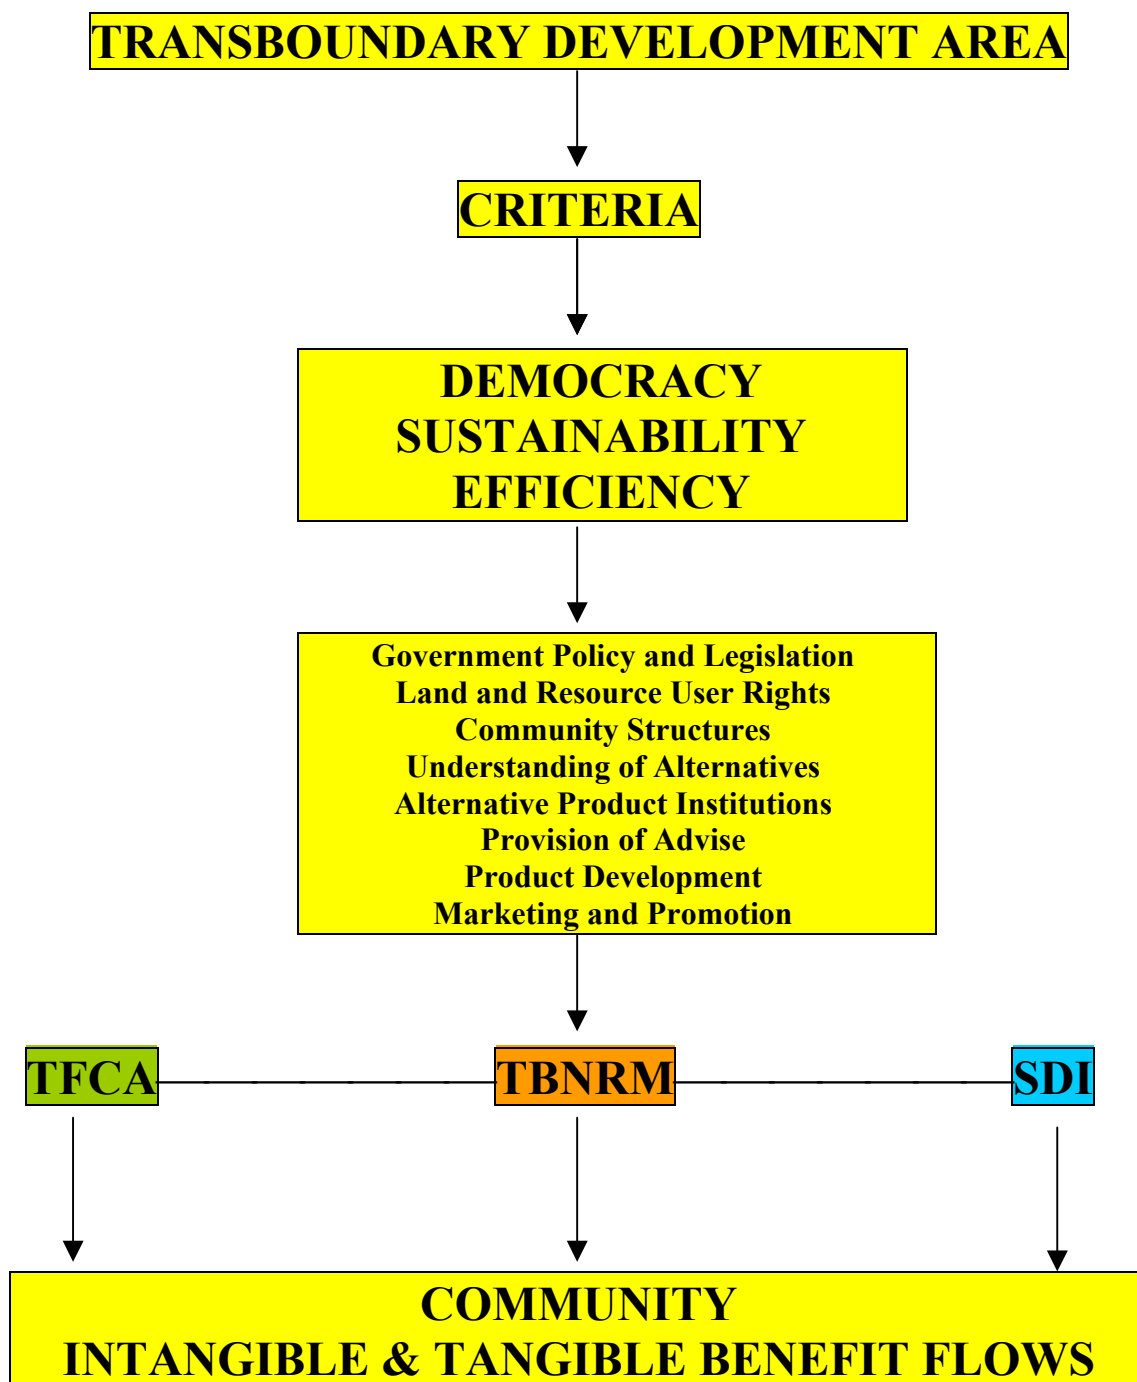 TRANSBOUNDARY DEVELOPMENT AREA
CRITERIA
DEMOCRACY
SUSTAINABILITY
EFFICIENCY
Government Policy and Legislation
Land and Resource User Rights
Community Structures
Understanding of Alternatives
Alternative Product Institutions
Provision of Advise
Product Development
Marketing and Promotion
TFCA TBNRM SDI
COMMUNITY
INTANGIBLE & TANGIBLE BENEFIT FLOWS